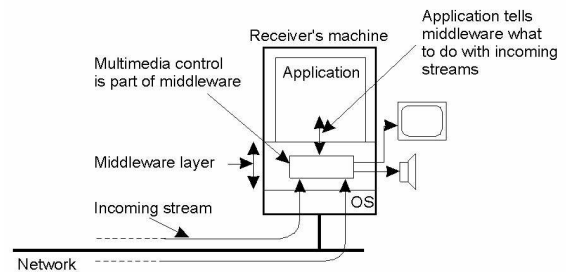 Application tells
middleware what
to do with incoming
streams
Receiver's machine
Multimedia control
is part of middleware
Application
Middleware layer
Incoming stream
OS
Network